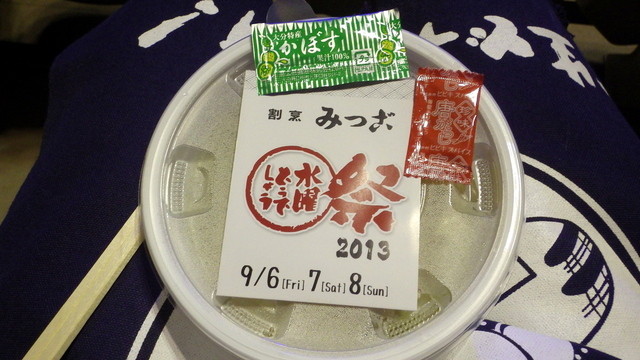 大分特産
かぼす
果汁100%
割烹 みつぎ
水曜
どうで
しょう
祭
2013
9/6[Fri] 7[Sat] 8[Sun]